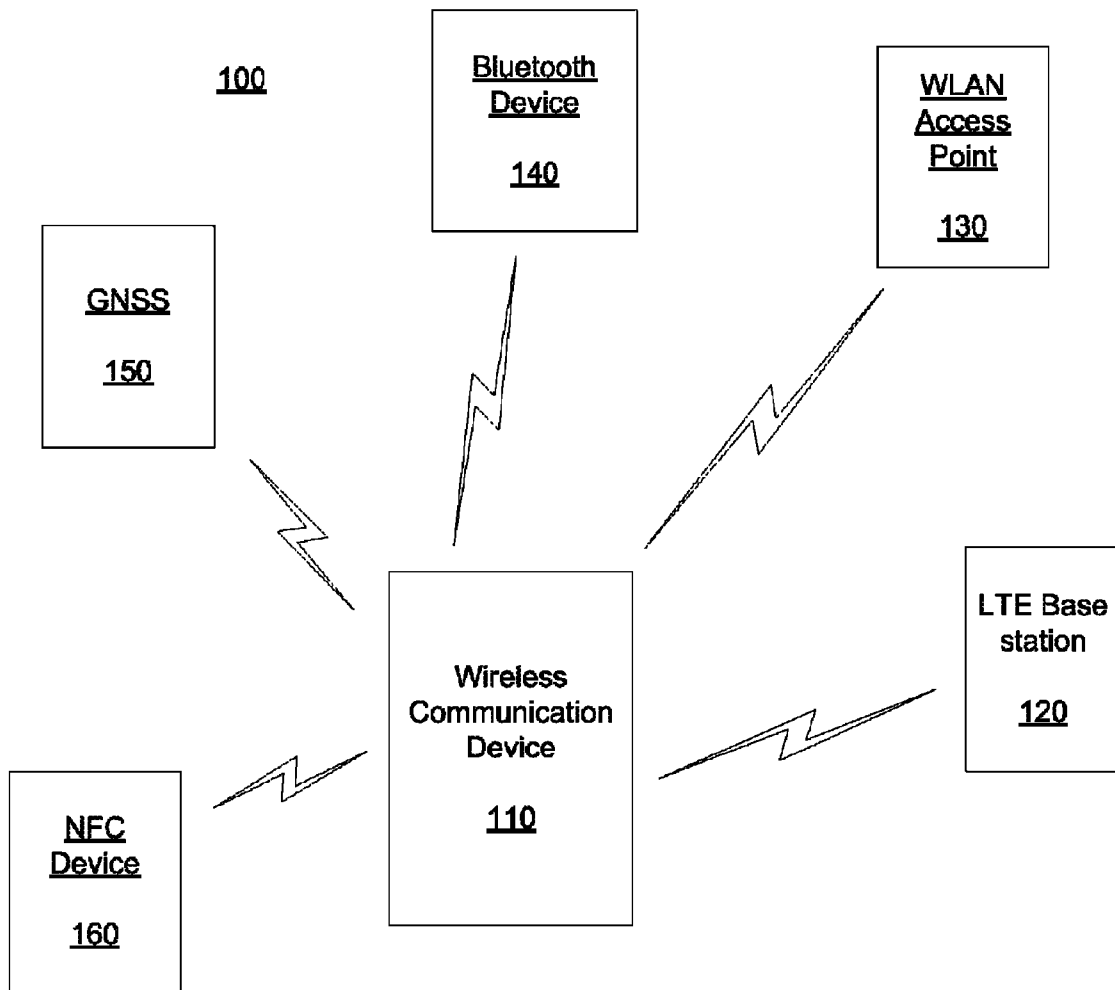 100
Bluetooth
Device
140
WLAN
Access
Point
130
GNSS
150
Wireless
Communication
Device
110
LTE Base
station
120
NFC
Device
160